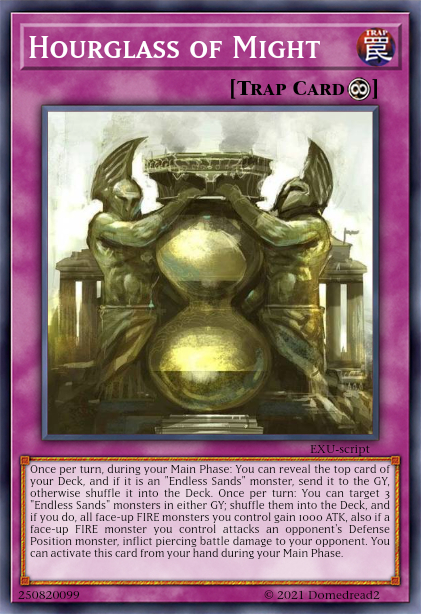 Hourglass of Might
TRAP
罠
[Trap Card♾]
EXU-script
Once per turn, during your Main Phase: You can reveal the top card of
your Deck, and if it is an "Endless Sands" monster, send it to the GY,
otherwise shuffle it into the Deck. Once per turn: You can target 3
"Endless Sands" monsters in either GY; shuffle them into the Deck, and
if you do, all face-up FIRE monsters you control gain 1000 ATK, also if a
face-up FIRE monster you control attacks an opponent's Defense
Position monster, inflict piercing battle damage to your opponent. You
can activate this card from your hand during your Main Phase.
250820099
© 2021 Domedread2